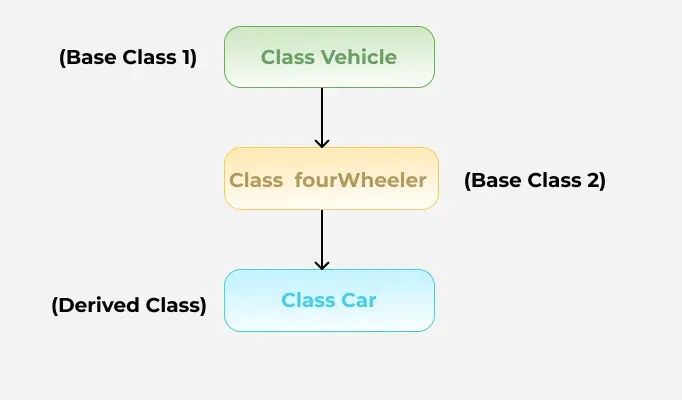 (Base Class 1) Class Vehicle
Class fourWheeler (Base Class 2)
(Derived Class) Class Car